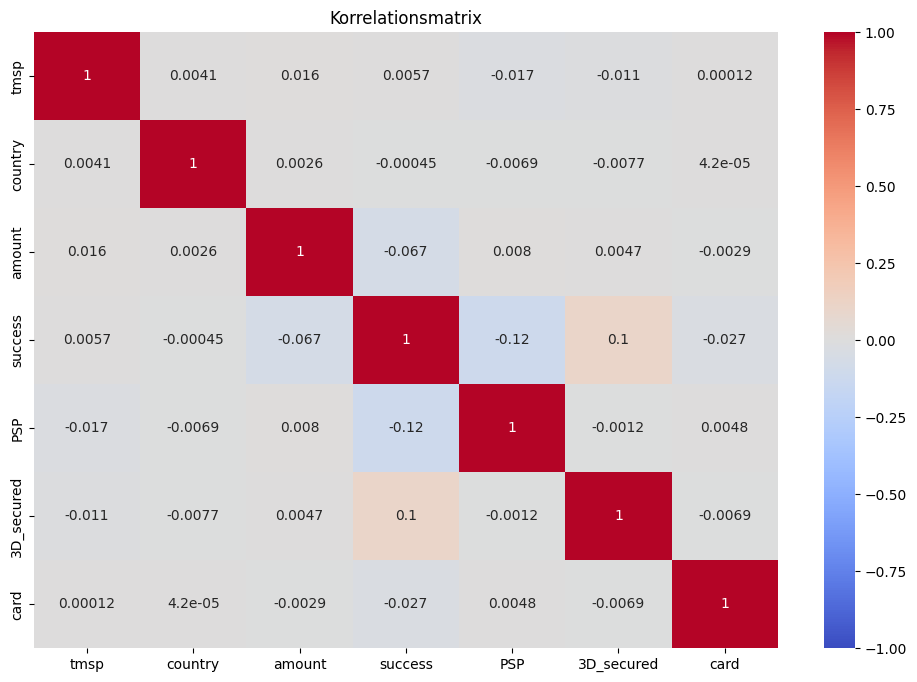 Korrelationsmatrix
tmsp 1 0.0041 0.016 0.0057 -0.017 -0.011 0.00012
country 0.0041 1 0.0026 -0.00045 -0.0069 -0.0077 4.2e-05
amount 0.016 0.0026 1 -0.067 0.008 0.0047 -0.0029
success 0.0057 -0.00045 -0.067 1 -0.12 0.1 -0.027
PSP -0.017 -0.0069 0.008 -0.12 1 -0.0012 0.0048
3D_secured -0.011 -0.0077 0.0047 0.1 -0.0012 1 -0.0069
card 0.00012 4.2e-05 -0.0029 -0.027 0.0048 -0.0069 1
tmsp country amount success PSP 3D_secured card
1.00
0.75
0.50
0.25
0.00
−0.25
−0.50
−0.75
−1.00